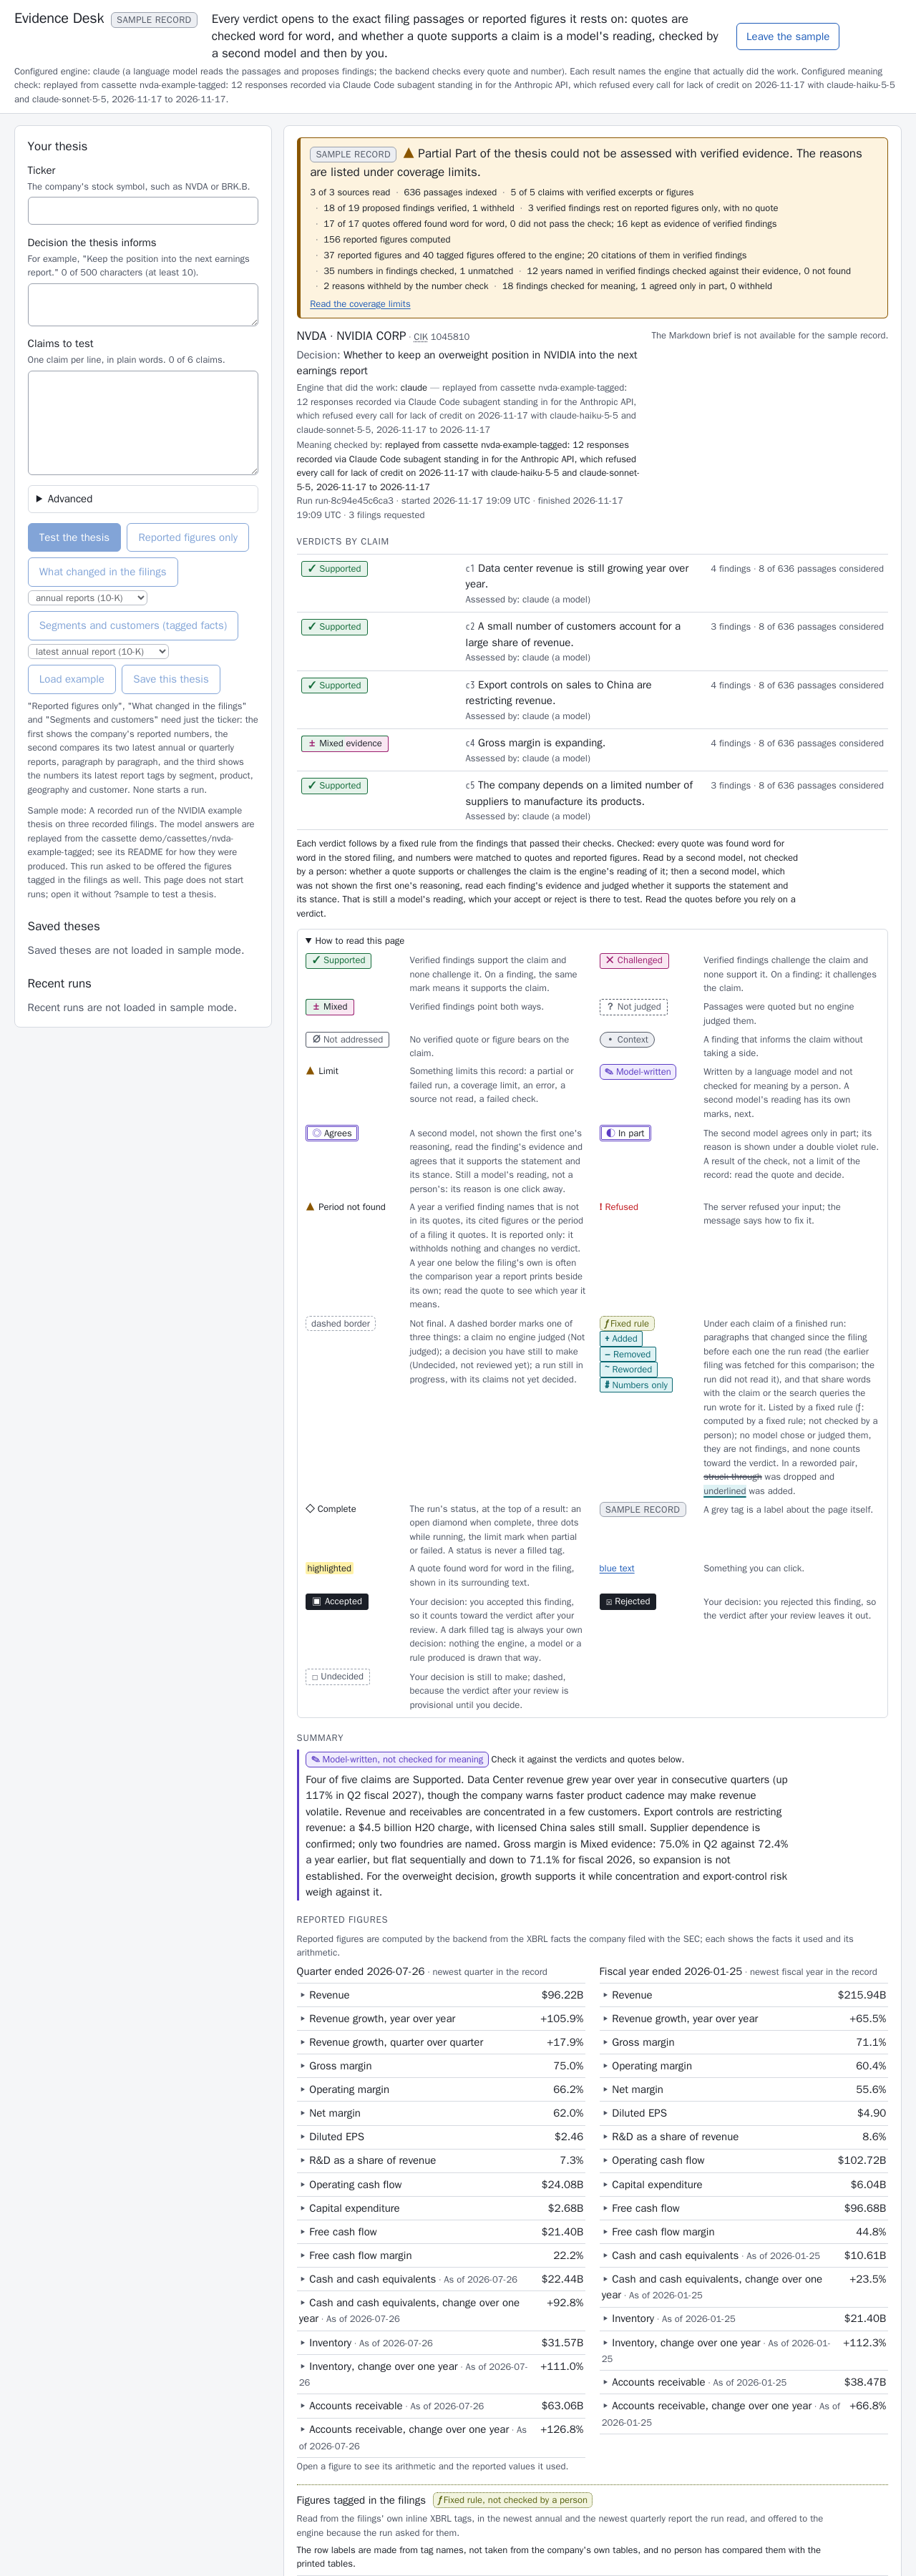 Evidence Desk
SAMPLE RECORD
Every verdict opens to the exact filing passages or reported figures it rests on: quotes are
checked word for word, and whether a quote supports a claim is a model's reading, checked by
a second model and then by you.
Leave the sample
Configured engine: claude (a language model reads the passages and proposes findings; the backend checks every quote and number). Each result names the engine that actually did the work. Configured meaning
check: replayed from cassette nvda-example-tagged: 12 responses recorded via Claude Code subagent standing in for the Anthropic API, which refused every call for lack of credit on 2026-11-17 with claude-haiku-5-5
and claude-sonnet-5-5, 2026-11-17 to 2026-11-17.
Your thesis
Ticker
The company's stock symbol, such as NVDA or BRK.B.
Decision the thesis informs
For example, "Keep the position into the next earnings
report." 0 of 500 characters (at least 10).
Claims to test
One claim per line, in plain words. 0 of 6 claims.
▶ Advanced
Test the thesis
Reported figures only
What changed in the filings
annual reports (10-K)
Segments and customers (tagged facts)
latest annual report (10-K)
Load example
Save this thesis
"Reported figures only", "What changed in the filings"
and "Segments and customers" need just the ticker: the
first shows the company's reported numbers, the
second compares its two latest annual or quarterly
reports, paragraph by paragraph, and the third shows
the numbers its latest report tags by segment, product,
geography and customer. None starts a run.
Sample mode: A recorded run of the NVIDIA example
thesis on three recorded filings. The model answers are
replayed from the cassette demo/cassettes/nvda-
example-tagged; see its README for how they were
produced. This run asked to be offered the figures
tagged in the filings as well. This page does not start
runs; open it without ?sample to test a thesis.
Saved theses
Saved theses are not loaded in sample mode.
Recent runs
Recent runs are not loaded in sample mode.
SAMPLE RECORD ▲ Partial Part of the thesis could not be assessed with verified evidence. The reasons
are listed under coverage limits.
3 of 3 sources read · 636 passages indexed · 5 of 5 claims with verified excerpts or figures
· 18 of 19 proposed findings verified, 1 withheld · 3 verified findings rest on reported figures only, with no quote
· 17 of 17 quotes offered found word for word, 0 did not pass the check; 16 kept as evidence of verified findings
· 156 reported figures computed
· 37 reported figures and 40 tagged figures offered to the engine; 20 citations of them in verified findings
· 35 numbers in findings checked, 1 unmatched · 12 years named in verified findings checked against their evidence, 0 not found
· 2 reasons withheld by the number check · 18 findings checked for meaning, 1 agreed only in part, 0 withheld
Read the coverage limits
NVDA · NVIDIA CORP · CIK 1045810
The Markdown brief is not available for the sample record.
Decision: Whether to keep an overweight position in NVIDIA into the next
earnings report
Engine that did the work: claude — replayed from cassette nvda-example-tagged:
12 responses recorded via Claude Code subagent standing in for the Anthropic API,
which refused every call for lack of credit on 2026-11-17 with claude-haiku-5-5 and
claude-sonnet-5-5, 2026-11-17 to 2026-11-17
Meaning checked by: replayed from cassette nvda-example-tagged: 12 responses
recorded via Claude Code subagent standing in for the Anthropic API, which refused
every call for lack of credit on 2026-11-17 with claude-haiku-5-5 and claude-sonnet-
5-5, 2026-11-17 to 2026-11-17
Run run-8c94e45c6ca3 · started 2026-11-17 19:09 UTC · finished 2026-11-17
19:09 UTC · 3 filings requested
VERDICTS BY CLAIM
✓ Supported
c1 Data center revenue is still growing year over
year.
Assessed by: claude (a model)
4 findings · 8 of 636 passages considered
✓ Supported
c2 A small number of customers account for a
large share of revenue.
Assessed by: claude (a model)
3 findings · 8 of 636 passages considered
✓ Supported
c3 Export controls on sales to China are
restricting revenue.
Assessed by: claude (a model)
4 findings · 8 of 636 passages considered
± Mixed evidence
c4 Gross margin is expanding.
Assessed by: claude (a model)
4 findings · 8 of 636 passages considered
✓ Supported
c5 The company depends on a limited number of
suppliers to manufacture its products.
Assessed by: claude (a model)
3 findings · 8 of 636 passages considered
Each verdict follows by a fixed rule from the findings that passed their checks. Checked: every quote was found word for
word in the stored filing, and numbers were matched to quotes and reported figures. Read by a second model, not checked
by a person: whether a quote supports or challenges the claim is the engine's reading of it; then a second model, which
was not shown the first one's reasoning, read each finding's evidence and judged whether it supports the statement and
its stance. That is still a model's reading, which your accept or reject is there to test. Read the quotes before you rely on a
verdict.
▼ How to read this page
✓ Supported
Verified findings support the claim and
none challenge it. On a finding, the same
mark means it supports the claim.
✕ Challenged
Verified findings challenge the claim and
none support it. On a finding: it challenges
the claim.
± Mixed
Verified findings point both ways.
? Not judged
Passages were quoted but no engine
judged them.
Ø Not addressed
No verified quote or figure bears on the
claim.
• Context
A finding that informs the claim without
taking a side.
▲ Limit
Something limits this record: a partial or
failed run, a coverage limit, an error, a
source not read, a failed check.
✎ Model-written
Written by a language model and not
checked for meaning by a person. A
second model's reading has its own
marks, next.
◎ Agrees
A second model, not shown the first one's
reasoning, read the finding's evidence and
agrees that it supports the statement and
its stance. Still a model's reading, not a
person's: its reason is one click away.
◐ In part
The second model agrees only in part; its
reason is shown under a double violet rule.
A result of the check, not a limit of the
record: read the quote and decide.
▲ Period not found
A year a verified finding names that is not
in its quotes, its cited figures or the period
of a filing it quotes. It is reported only: it
withholds nothing and changes no verdict.
A year one below the filing's own is often
the comparison year a report prints beside
its own; read the quote to see which year it
means.
! Refused
The server refused your input; the
message says how to fix it.
dashed border
Not final. A dashed border marks one of
three things: a claim no engine judged (Not
judged); a decision you have still to make
(Undecided, not reviewed yet); a run still in
progress, with its claims not yet decided.
ƒ Fixed rule
+ Added
− Removed
~ Reworded
# Numbers only
Under each claim of a finished run:
paragraphs that changed since the filing
before each one the run read (the earlier
filing was fetched for this comparison; the
run did not read it), and that share words
with the claim or the search queries the
run wrote for it. Listed by a fixed rule (ƒ:
computed by a fixed rule; not checked by a
person); no model chose or judged them,
they are not findings, and none counts
toward the verdict. In a reworded pair,
struck through was dropped and
underlined was added.
◇ Complete
The run's status, at the top of a result: an
open diamond when complete, three dots
while running, the limit mark when partial
or failed. A status is never a filled tag.
SAMPLE RECORD
A grey tag is a label about the page itself.
highlighted
A quote found word for word in the filing,
shown in its surrounding text.
blue text
Something you can click.
▣ Accepted
Your decision: you accepted this finding,
so it counts toward the verdict after your
review. A dark filled tag is always your own
decision: nothing the engine, a model or a
rule produced is drawn that way.
☒ Rejected
Your decision: you rejected this finding, so
the verdict after your review leaves it out.
☐ Undecided
Your decision is still to make; dashed,
because the verdict after your review is
provisional until you decide.
SUMMARY
✎ Model-written, not checked for meaning Check it against the verdicts and quotes below.
Four of five claims are Supported. Data Center revenue grew year over year in consecutive quarters (up
117% in Q2 fiscal 2027), though the company warns faster product cadence may make revenue
volatile. Revenue and receivables are concentrated in a few customers. Export controls are restricting
revenue: a $4.5 billion H20 charge, with licensed China sales still small. Supplier dependence is
confirmed; only two foundries are named. Gross margin is Mixed evidence: 75.0% in Q2 against 72.4%
a year earlier, but flat sequentially and down to 71.1% for fiscal 2026, so expansion is not
established. For the overweight decision, growth supports it while concentration and export-control risk
weigh against it.
REPORTED FIGURES
Reported figures are computed by the backend from the XBRL facts the company filed with the SEC; each shows the facts it used and its
arithmetic.
Quarter ended 2026-07-26 · newest quarter in the record
▸ Revenue $96.22B
▸ Revenue growth, year over year +105.9%
▸ Revenue growth, quarter over quarter +17.9%
▸ Gross margin 75.0%
▸ Operating margin 66.2%
▸ Net margin 62.0%
▸ Diluted EPS $2.46
▸ R&D as a share of revenue 7.3%
▸ Operating cash flow $24.08B
▸ Capital expenditure $2.68B
▸ Free cash flow $21.40B
▸ Free cash flow margin 22.2%
▸ Cash and cash equivalents · As of 2026-07-26 $22.44B
▸ Cash and cash equivalents, change over one +92.8%
year · As of 2026-07-26
▸ Inventory · As of 2026-07-26 $31.57B
▸ Inventory, change over one year · As of 2026-07- +111.0%
26
▸ Accounts receivable · As of 2026-07-26 $63.06B
▸ Accounts receivable, change over one year · As +126.8%
of 2026-07-26
Fiscal year ended 2026-01-25 · newest fiscal year in the record
▸ Revenue $215.94B
▸ Revenue growth, year over year +65.5%
▸ Gross margin 71.1%
▸ Operating margin 60.4%
▸ Net margin 55.6%
▸ Diluted EPS $4.90
▸ R&D as a share of revenue 8.6%
▸ Operating cash flow $102.72B
▸ Capital expenditure $6.04B
▸ Free cash flow $96.68B
▸ Free cash flow margin 44.8%
▸ Cash and cash equivalents · As of 2026-01-25 $10.61B
▸ Cash and cash equivalents, change over one +23.5%
year · As of 2026-01-25
▸ Inventory · As of 2026-01-25 $21.40B
▸ Inventory, change over one year · As of 2026-01- +112.3%
25
▸ Accounts receivable · As of 2026-01-25 $38.47B
▸ Accounts receivable, change over one year · As of +66.8%
2026-01-25
Open a figure to see its arithmetic and the reported values it used.
Figures tagged in the filings ƒ Fixed rule, not checked by a person
Read from the filings' own inline XBRL tags, in the newest annual and the newest quarterly report the run read, and offered to the
engine because the run asked for them.
The row labels are made from tag names, not taken from the company's own tables, and no person has compared them with the
printed tables.